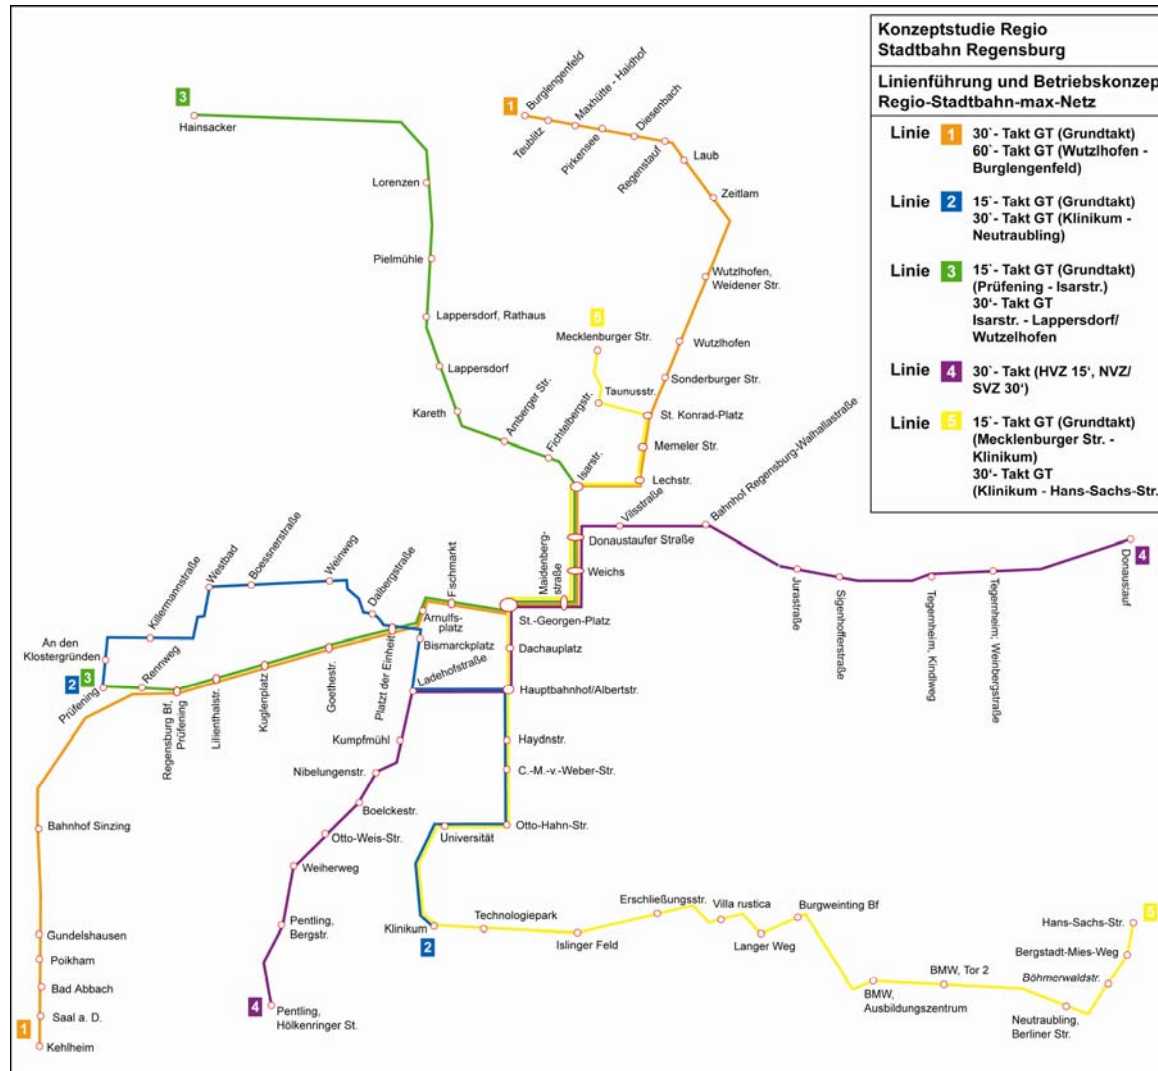 Konzeptstudie Regio
Stadtbahn Regensburg
Linienführung und Betriebskonzep
Regio-Stadtbahn-max-Netz
Linie 1 30`- Takt GT (Grundtakt)
60`- Takt GT (Wutzlhofen -
Burglengenfeld)
Linie 2 15`- Takt GT (Grundtakt)
30`- Takt GT (Klinikum -
Neutraubling)
Linie 3 15`- Takt GT (Grundtakt)
(Prüfening - Isarstr.)
30‘- Takt GT
Isarstr. - Lappersdorf/
Wutzelhofen
Linie 4 30`- Takt (HVZ 15‘, NVZ/
SVZ 30‘)
Linie 5 15`- Takt GT (Grundtakt)
(Mecklenburger Str. -
Klinikum)
30‘- Takt GT
(Klinikum - Hans-Sachs-Str.
3
Hainsacker
Lorenzen
Pielmühle
Lappersdorf, Rathaus
Lappersdorf
Kareth
Amberger Str.
Fichtelbergstr.
Isarstr.
1
Burglengenfeld
Teublitz
Maxhütte - Haidhof
Pirkensee
Diesenbach
Regenstauf
Laub
Zeitlarn
Wutzlhofen,
Weidener Str.
Wutzlhofen
Sonderburger Str.
5
Mecklenburger Str.
Taunusstr.
St. Konrad-Platz
Memeler Str.
Lechstr.
Vilsstraße
Bahnhof Regensburg-Walhallastraße
Donaustaufer Straße
Weichs
Maidenberg-
straße
Jurastraße
Sigenhofferstraße
Tegernheim, Kindlweg
Tegernheim; Weinbergstraße
Donaustauf
4
Killermannstraße
Westbad
Boessnerstraße
Weinweg
Dalbergstraße
Fischmarkt
Arnulfs-
platz
St.-Georgen-Platz
Bismarckplatz
Dachauplatz
Ladehofstraße
Hauptbahnhof/Albertstr.
An den
Klostergründen
2
3
Prüfening
Rennweg
Regensburg Bf,
Prüfening
Lilienthalstr.
Kuglenplatz
Goethestr.
Platzt der Einheit
Kumpfmühl
Nibelungenstr.
Boelckestr.
Otto-Weis-Str.
Weiherweg
Pentling,
Bergstr.
4
Pentling,
Hölkenringer St.
Haydnstr.
C.-M.-v.-Weber-Str.
Otto-Hahn-Str.
Universität
Klinikum
2
Technologiepark
Islinger Feld
Erschließungsstr.
Villa rustica
Langer Weg
Burgweinting Bf
BMW,
Ausbildungszentrum
BMW, Tor 2
Neutraubling,
Berliner Str.
Böhmerwaldstr.
Bergstadt-Mies-Weg
Hans-Sachs-Str.
5
Bahnhof Sinzing
Gundelshausen
Poikham
Bad Abbach
Saal a. D.
1
Kehlheim